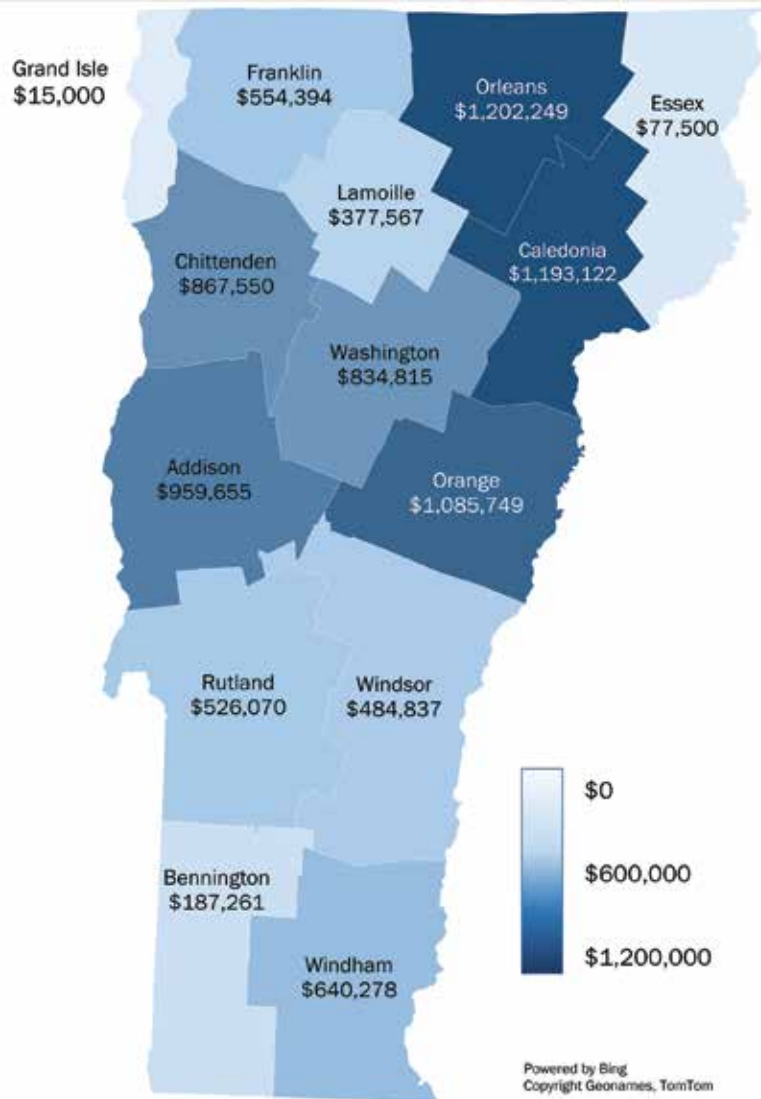 Grand Isle
$15,000
Franklin
$554,394
Orleans
$1,202,249
Essex
$77,500
Lamoille
$377,567
Chittenden
$867,550
Caledonia
$1,193,122
Washington
$834,815
Addison
$959,655
Orange
$1,085,749
Rutland
$526,070
Windsor
$484,837
Bennington
$187,261
Windham
$640,278
$0
$600,000
$1,200,000
Powered by Bing
Copyright Geonames, TomTom